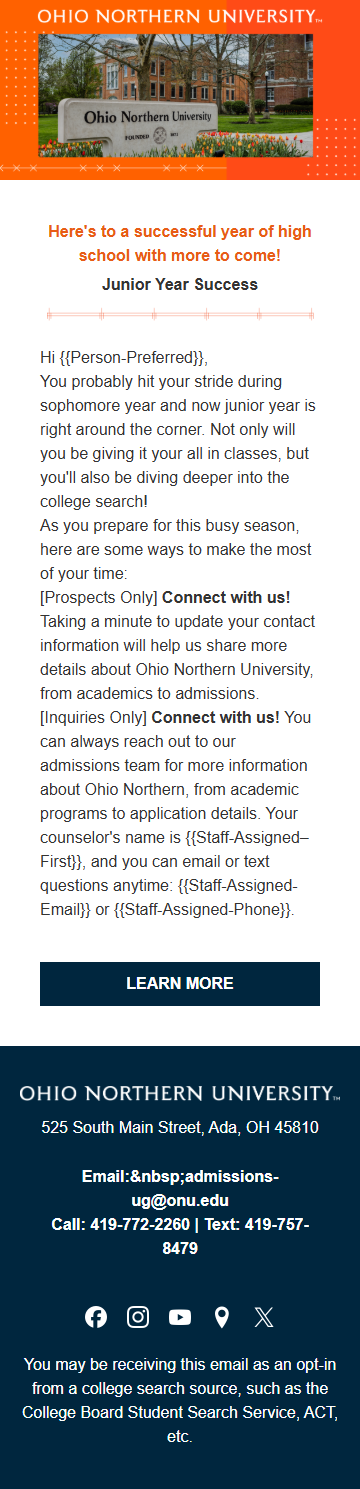 OHIO NORTHERN UNIVERSITY™
Ohio Northern University
FOUNDED 1871
Here's to a successful year of high
school with more to come!
Junior Year Success
Hi {{Person-Preferred}},
You probably hit your stride during
sophomore year and now junior year is
right around the corner. Not only will
you be giving it your all in classes, but
you'll also be diving deeper into the
college search!
As you prepare for this busy season,
here are some ways to make the most
of your time:
[Prospects Only] Connect with us!
Taking a minute to update your contact
information will help us share more
details about Ohio Northern University,
from academics to admissions.
[Inquiries Only] Connect with us! You
can always reach out to our
admissions team for more information
about Ohio Northern, from academic
programs to application details. Your
counselor's name is {{Staff-Assigned–
First}}, and you can email or text
questions anytime: {{Staff-Assigned-
Email}} or {{Staff-Assigned-Phone}}.
LEARN MORE
OHIO NORTHERN UNIVERSITY™
525 South Main Street, Ada, OH 45810
Email:&nbsp;admissions-
ug@onu.edu
Call: 419-772-2260 | Text: 419-757-
8479
You may be receiving this email as an opt-in
from a college search source, such as the
College Board Student Search Service, ACT,
etc.